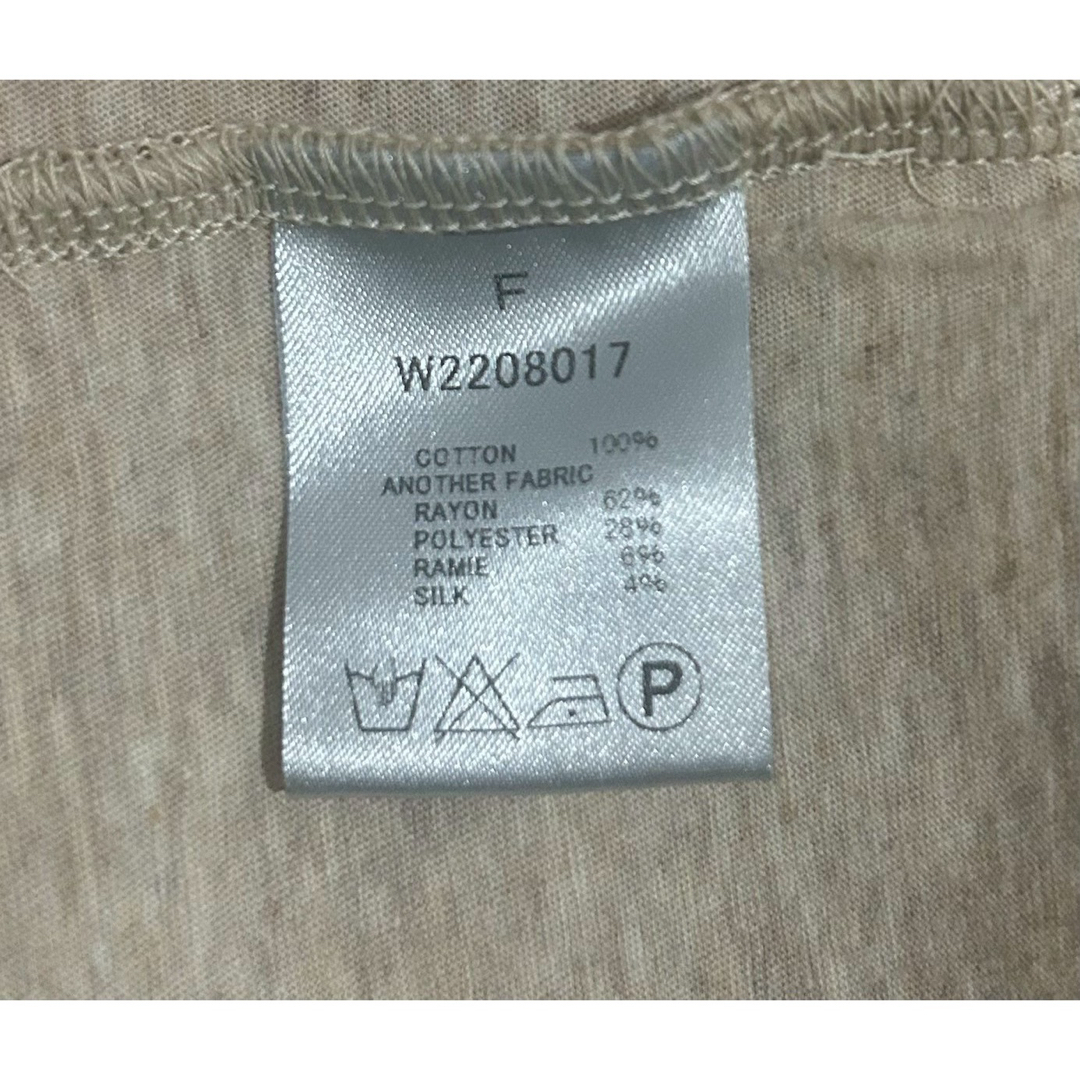 F
W2208017
COTTON 100%
ANOTHER FABRIC
RAYON 62%
POLYESTER 28%
RAMIE 6%
SILK 4%
P